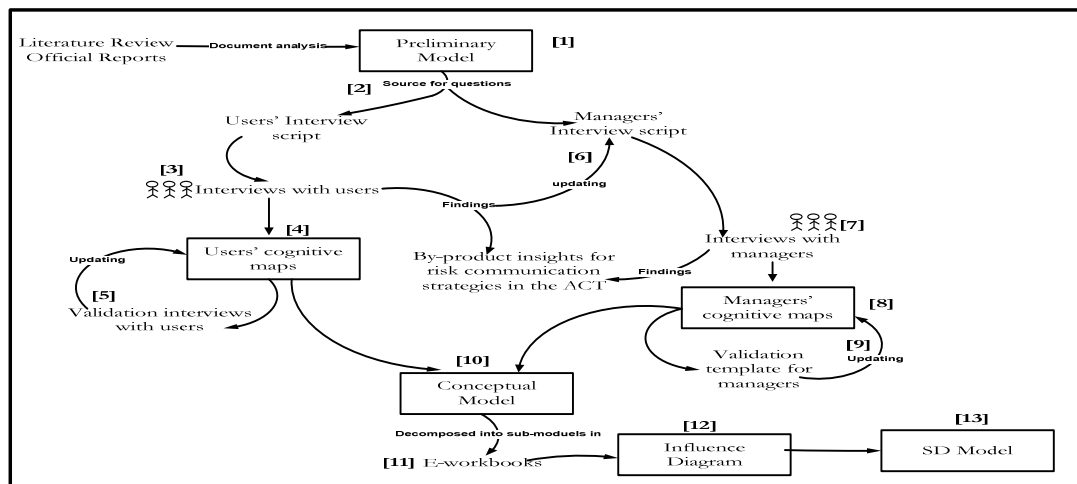 Literature Review
Official Reports
Document analysis
Preliminary
Model
[1]
[2]
Source for questions
Users' Interview
script
Managers'
Interview script
[3]
Interviews with users
[6]
updating
Findings
[4]
Users' cognitive
maps
Updating
[5]
Validation interviews
with users
By-product insights for
risk communication
strategies in the ACT
[7]
Interviews with
managers
Findings
Managers'
cognitive maps
[8]
[9]
Updating
Validation
template for
managers
[10]
Conceptual
Model
Decomposed into sub-moduels in
[11] E-workbooks
[12]
Influence
Diagram
[13]
SD Model